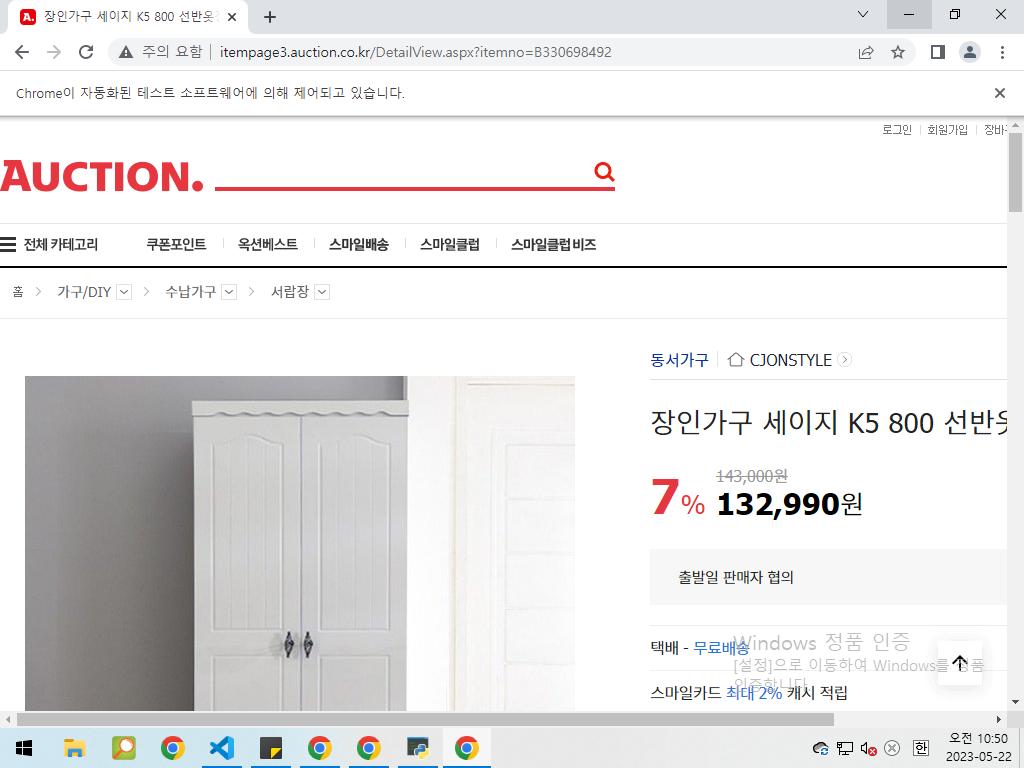 장인가구 세이지 K5 800 선반옷
주의 요함
itempage3.auction.co.kr/DetailView.aspx?itemno=B330698492
Chrome이 자동화된 테스트 소프트웨어에 의해 제어되고 있습니다.
로그인 회원가입 장바
AUCTION.
전체 카테고리 쿠폰포인트 옥션베스트 스마일배송 스마일클럽 스마일클럽 비즈
홈 가구/DIY 수납가구 서랍장
동서가구 CJONSTYLE
장인가구 세이지 K5 800 선반옷
143,000원
7% 132,990원
출발일 판매자 협의
택배 - 무료배송
Windows 정품 인증
[설정]으로 이동하여 Windows를 정품
인증합니다.
스마일카드 최대 2% 캐시 적립
한
오전 10:50
2023-05-22